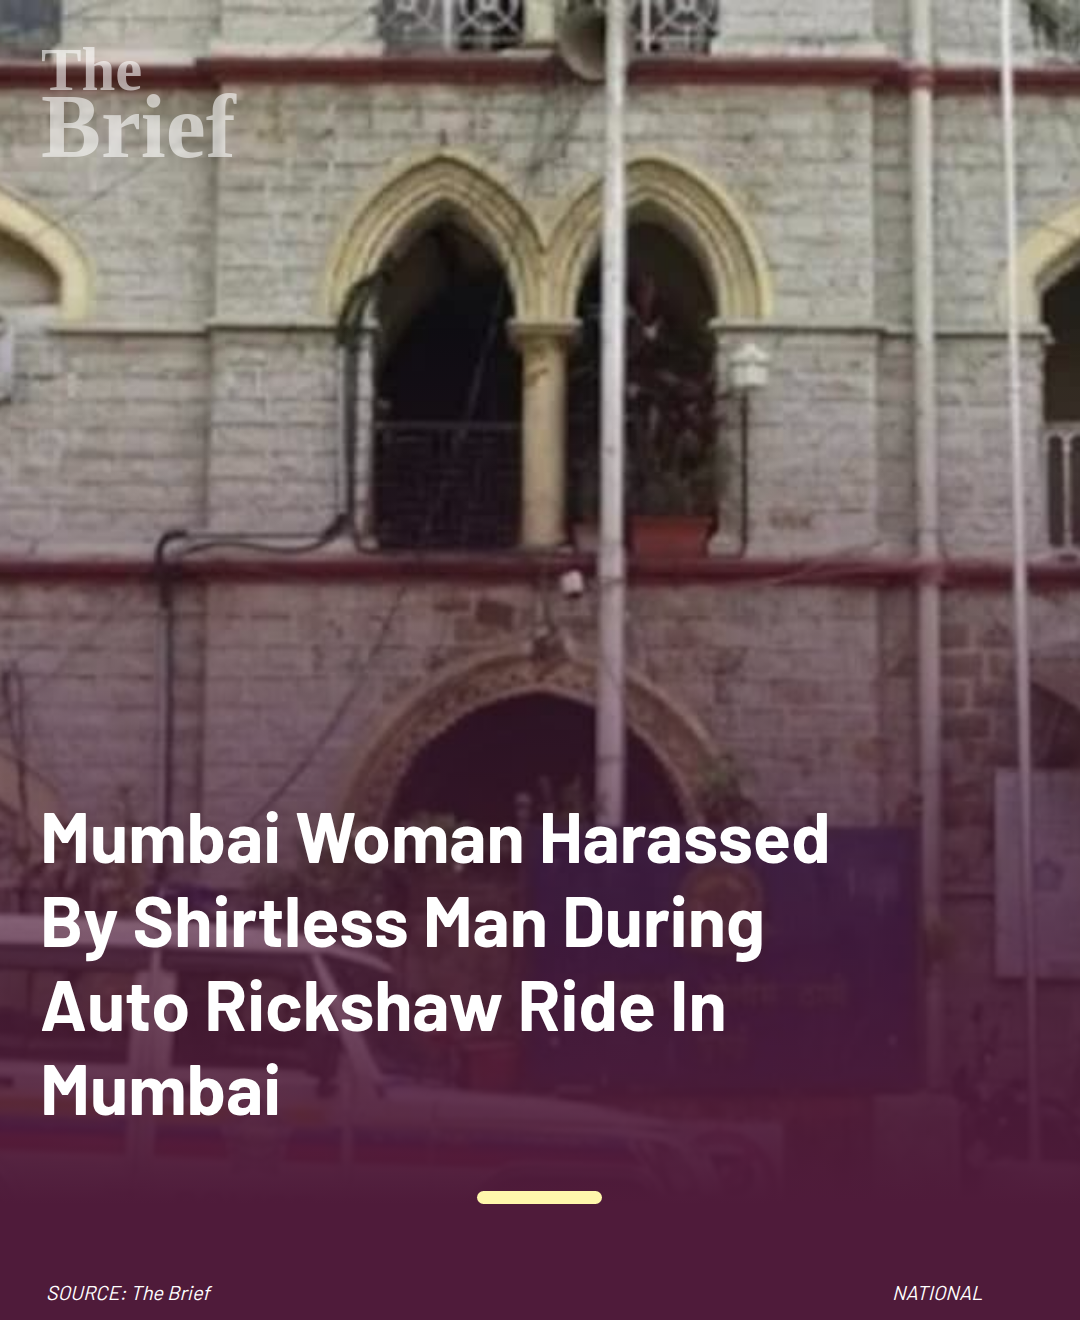 The
Brief
Mumbai Woman Harassed
By Shirtless Man During
Auto Rickshaw Ride In
Mumbai
SOURCE: The Brief
NATIONAL